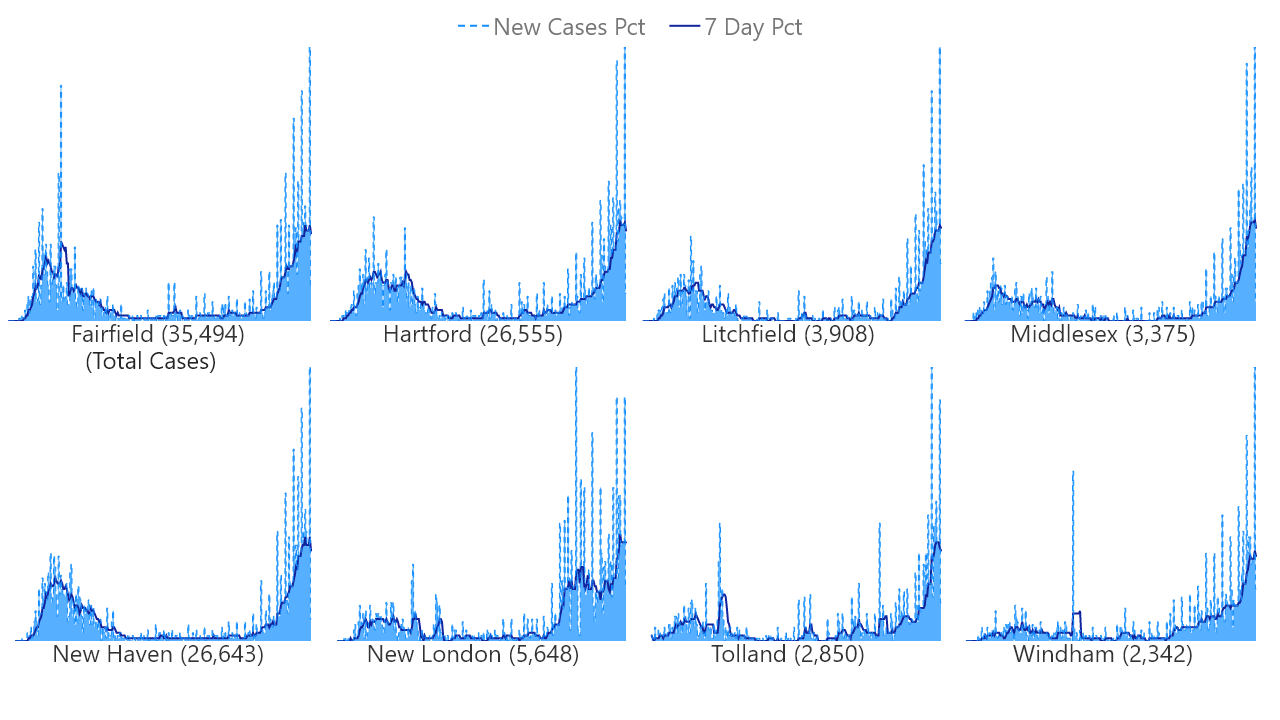 New Cases Pct 7 Day Pct
Fairfield (35,494) Hartford (26,555) Litchfield (3,908) Middlesex (3,375)
(Total Cases)
New Haven (26,643) New London (5,648) Tolland (2,850) Windham (2,342)